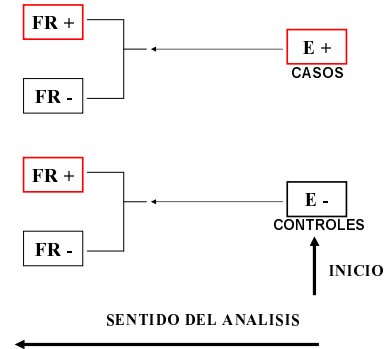 FR +
E +
CASOS
FR -
FR +
E -
CONTROLES
FR -
INICIO
SENTIDO DEL ANALISIS